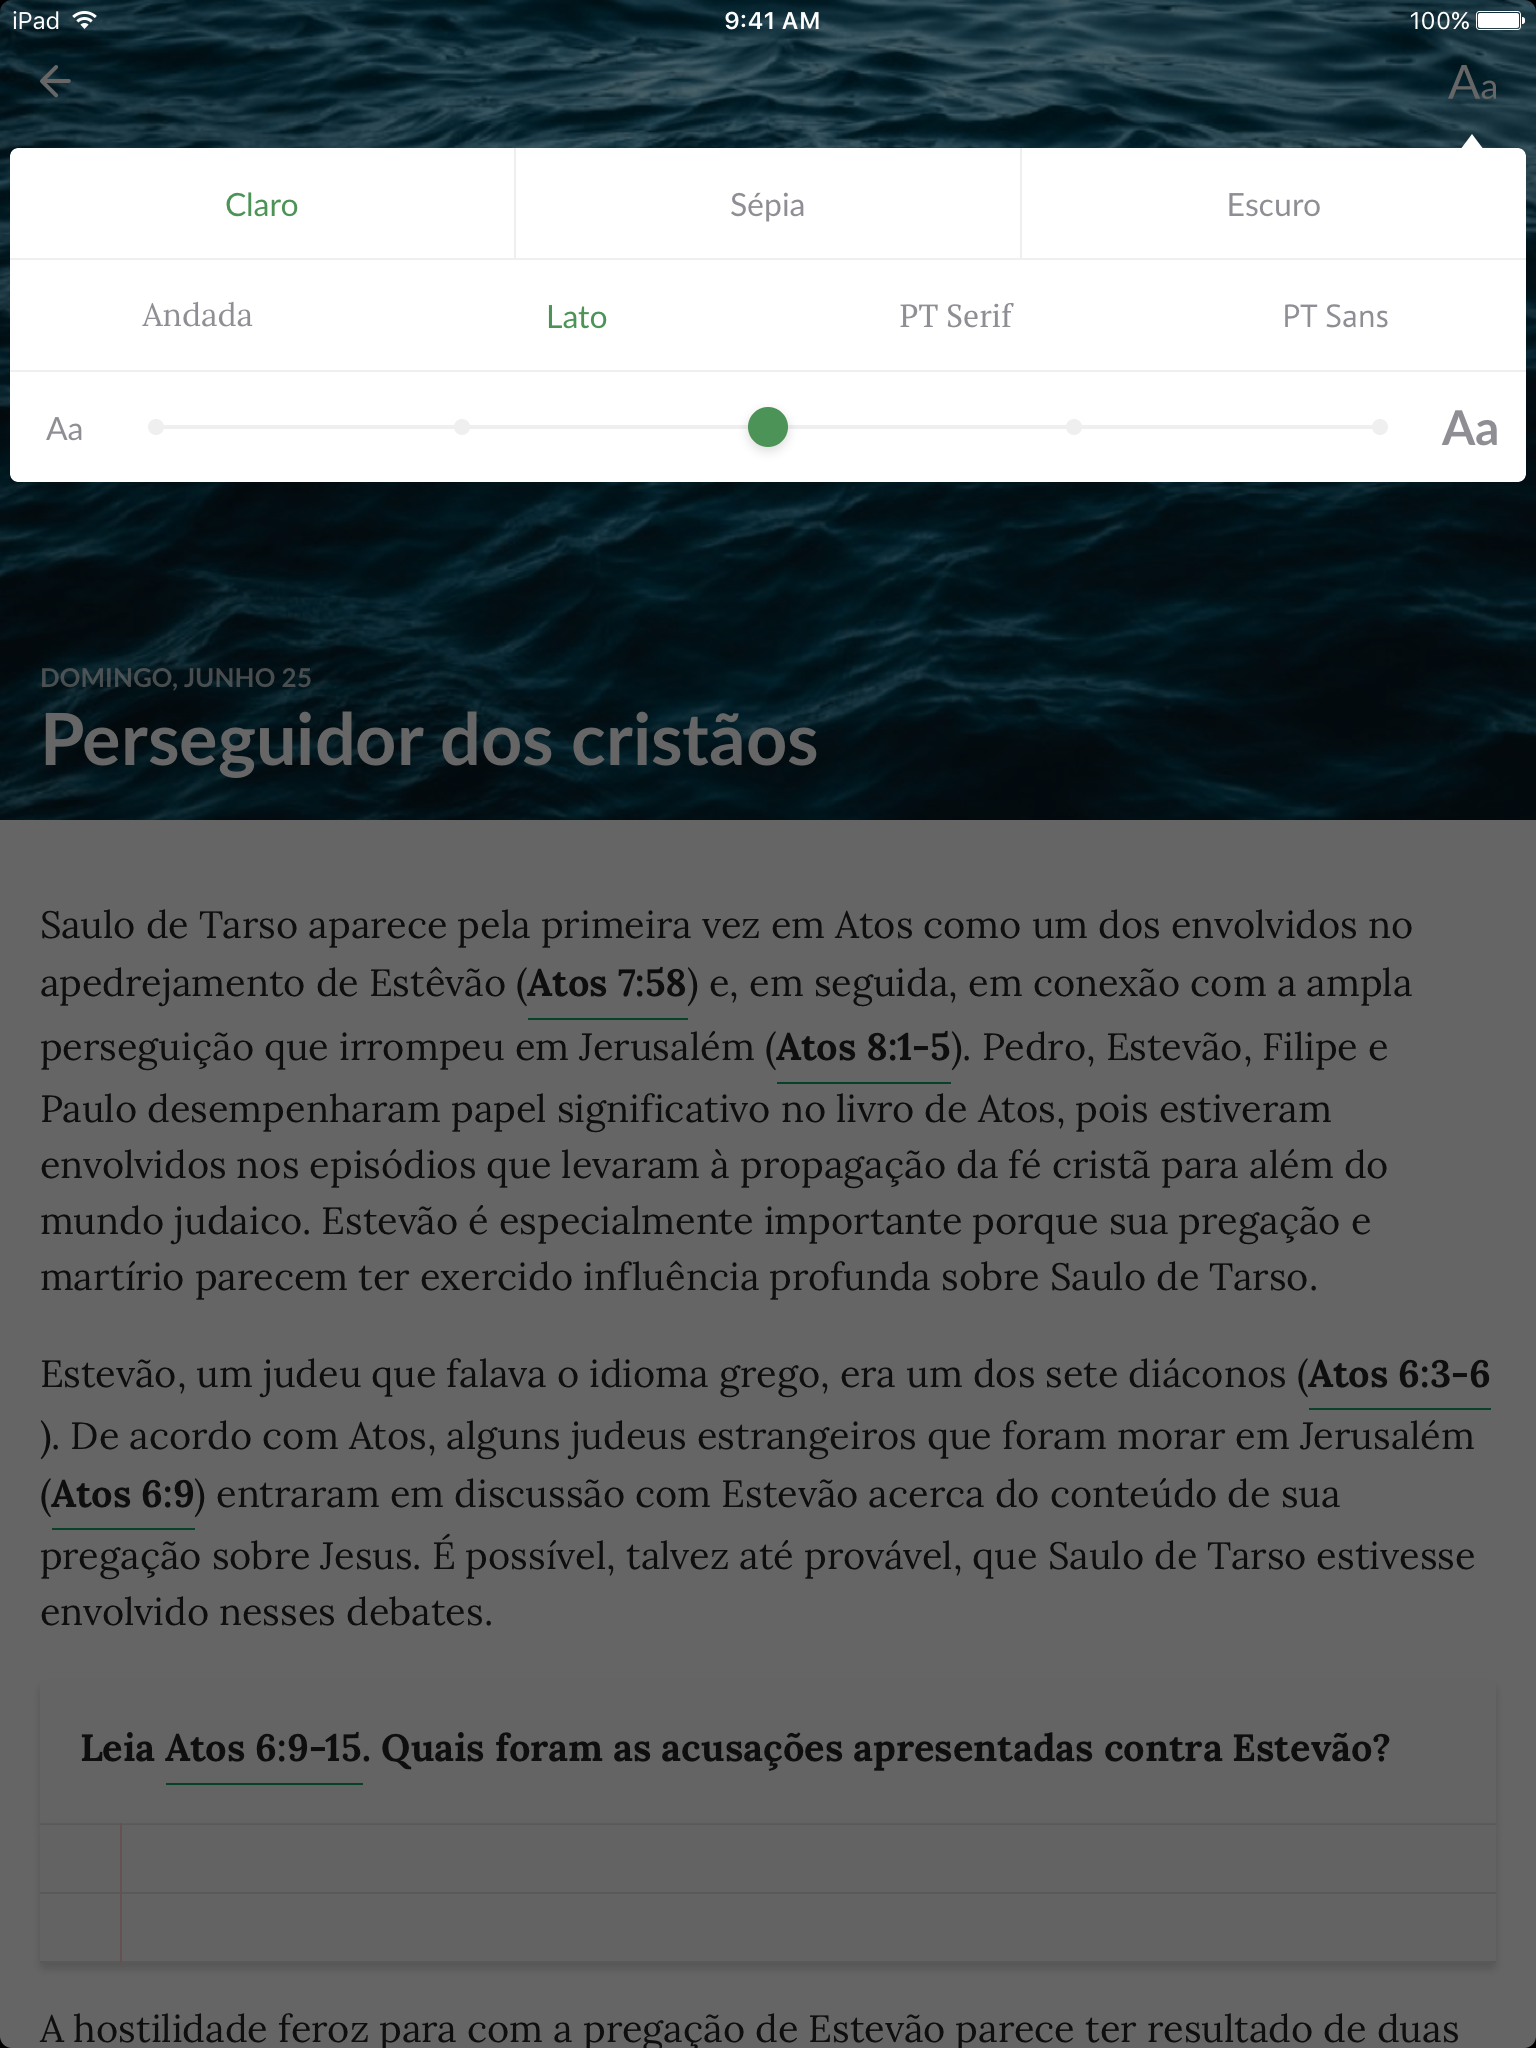 iPad 9:41 AM 100%
Aa
Claro Sépia Escuro
Andada Lato PT Serif PT Sans
Aa Aa
DOMINGO, JUNHO 25
Perseguidor dos cristãos
Saulo de Tarso aparece pela primeira vez em Atos como um dos envolvidos no
apedrejamento de Estêvão (Atos 7:58) e, em seguida, em conexão com a ampla
perseguição que irrompeu em Jerusalém (Atos 8:1-5). Pedro, Estevão, Filipe e
Paulo desempenharam papel significativo no livro de Atos, pois estiveram
envolvidos nos episódios que levaram à propagação da fé cristã para além do
mundo judaico. Estevão é especialmente importante porque sua pregação e
martírio parecem ter exercido influência profunda sobre Saulo de Tarso.
Estevão, um judeu que falava o idioma grego, era um dos sete diáconos (Atos 6:3-6
). De acordo com Atos, alguns judeus estrangeiros que foram morar em Jerusalém
(Atos 6:9) entraram em discussão com Estevão acerca do conteúdo de sua
pregação sobre Jesus. É possível, talvez até provável, que Saulo de Tarso estivesse
envolvido nesses debates.
Leia Atos 6:9-15. Quais foram as acusações apresentadas contra Estevão?
A hostilidade feroz para com a pregação de Estevão parece ter resultado de duas